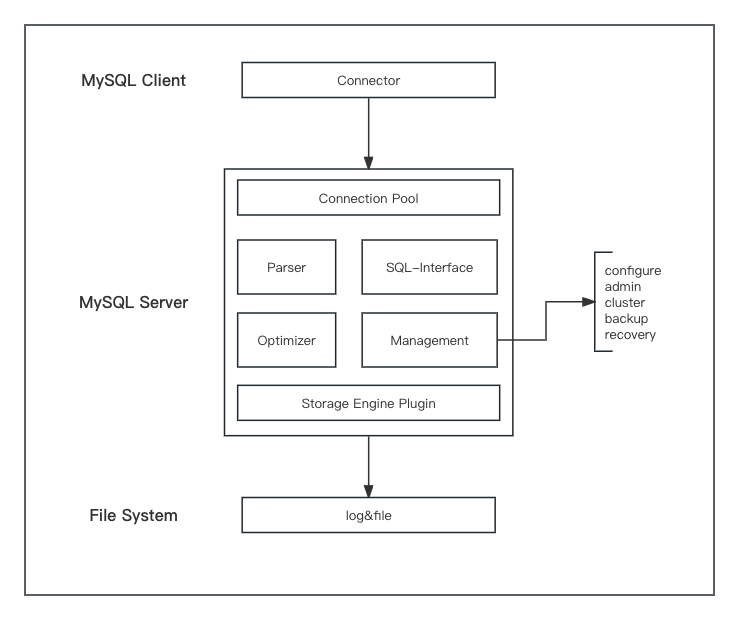 MySQL Client
Connector
Connection Pool
Parser
SQL-Interface
MySQL Server
Optimizer
Management
configure
admin
cluster
backup
recovery
Storage Engine Plugin
File System
log&file